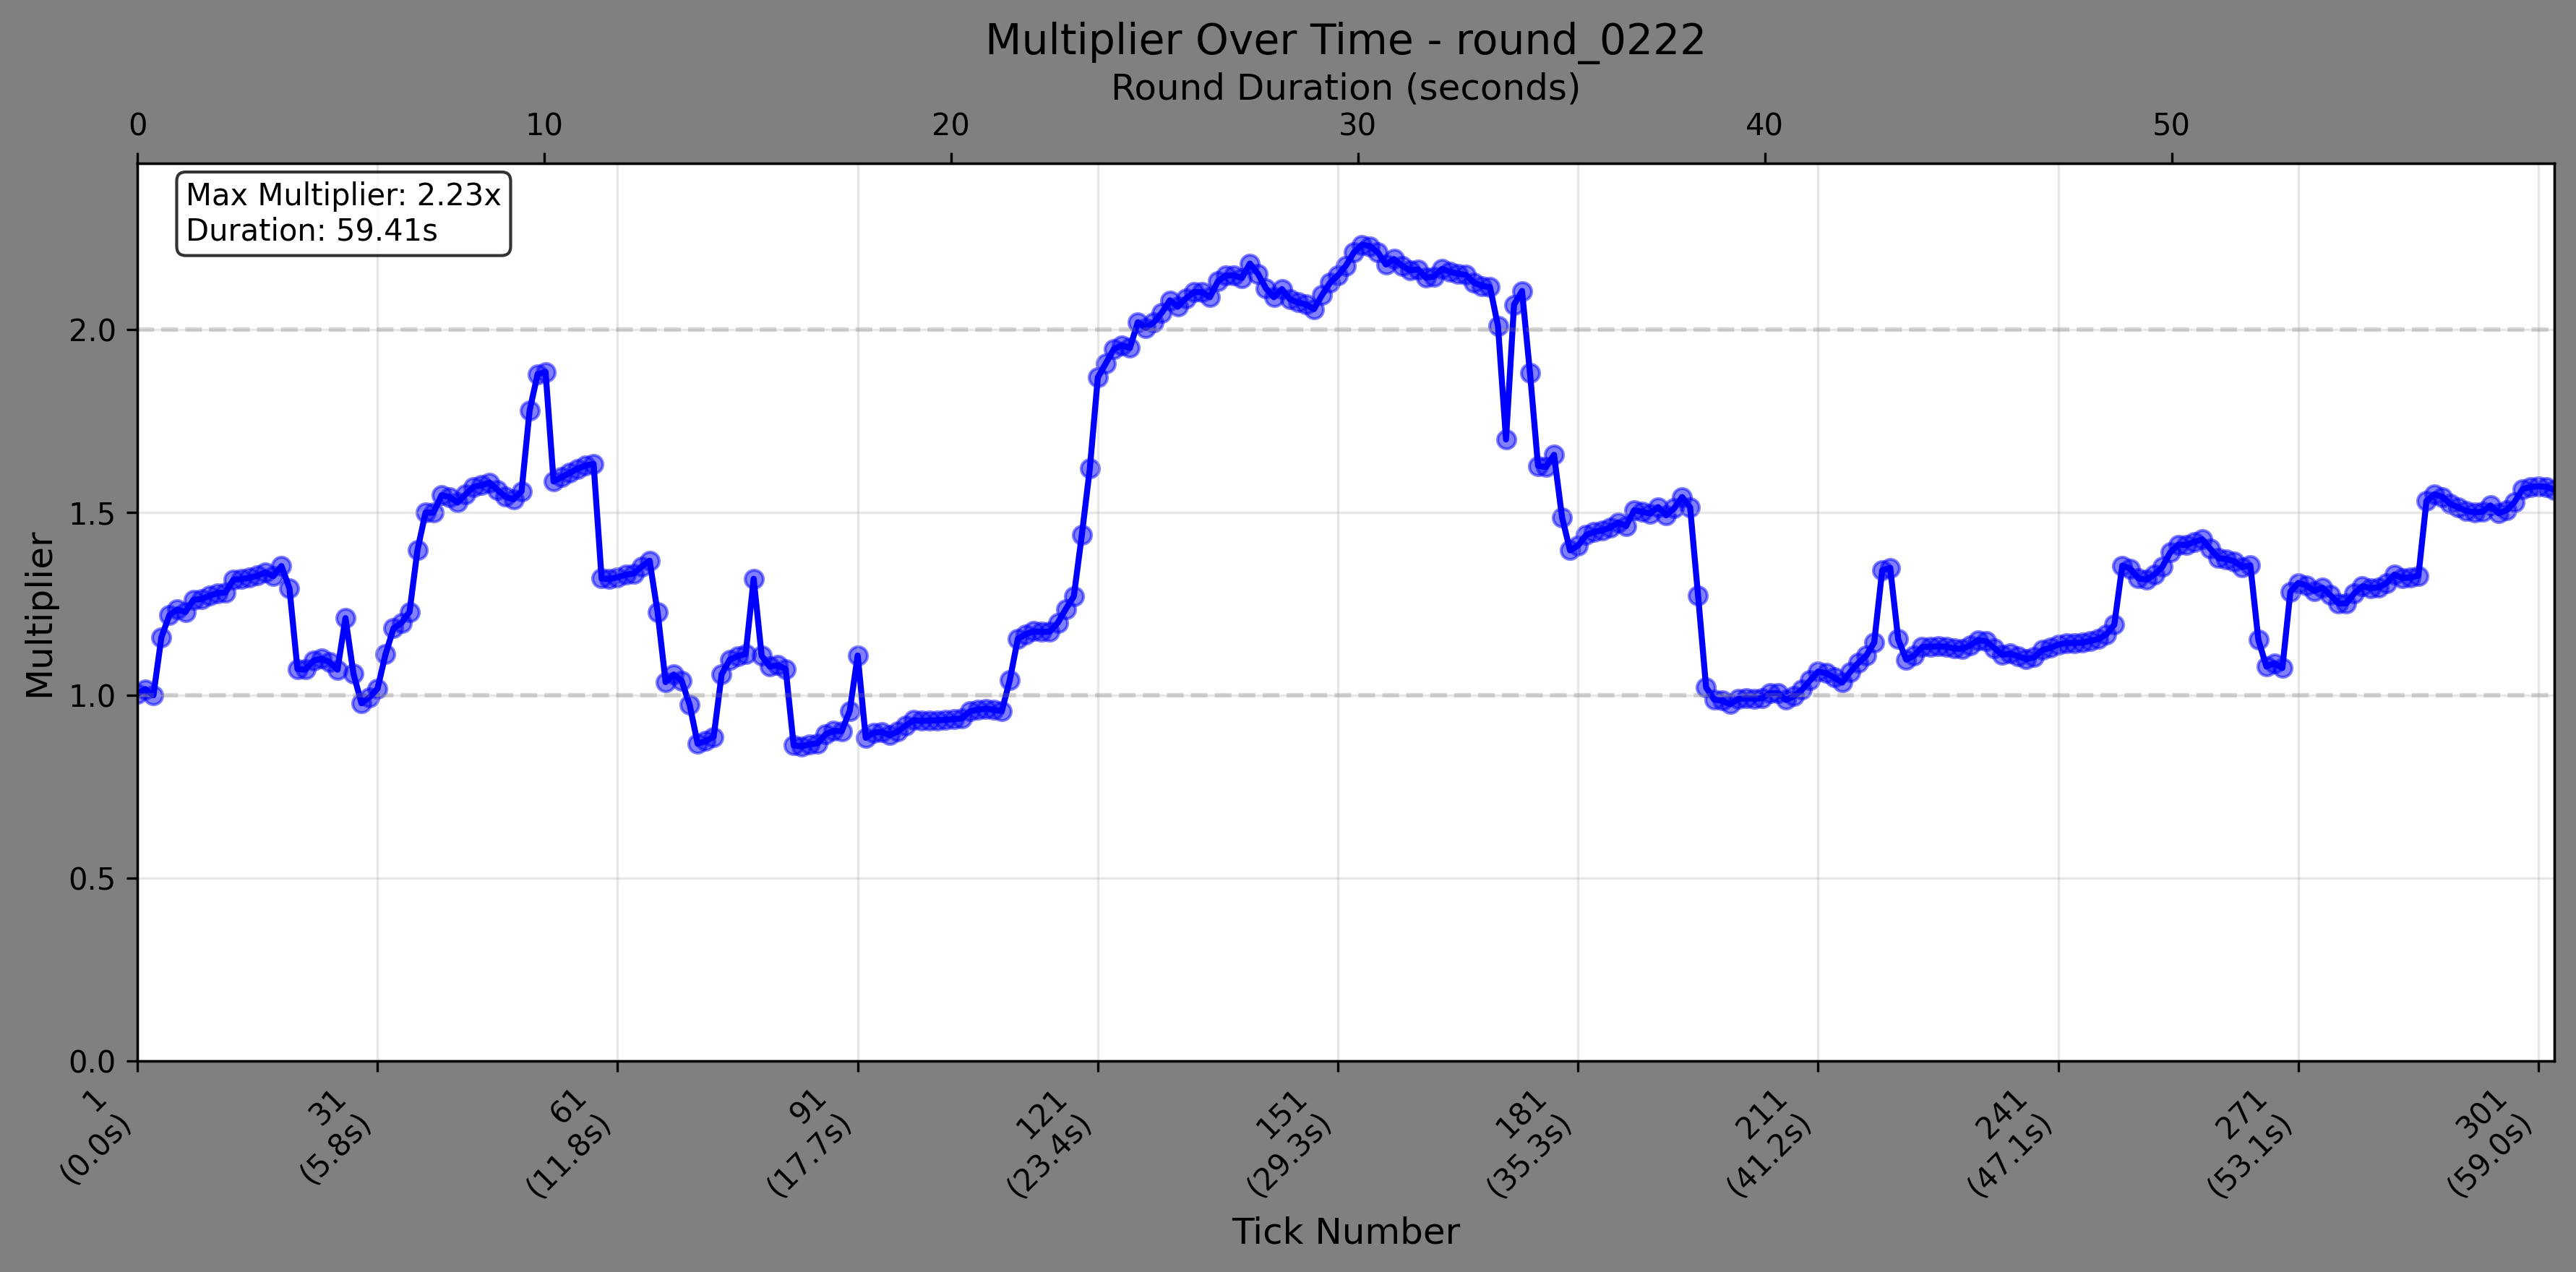 Multiplier Over Time - round_0222
Round Duration (seconds)
0 10 20 30 40 50
Max Multiplier: 2.23x
Duration: 59.41s
Multiplier
2.0
1.5
1.0
0.5
0.0
1
(0.0s)
31
(5.8s)
61
(11.8s)
91
(17.7s)
121
(23.4s)
151
(29.3s)
181
(35.3s)
211
(41.2s)
241
(47.1s)
271
(53.1s)
301
(59.0s)
Tick Number